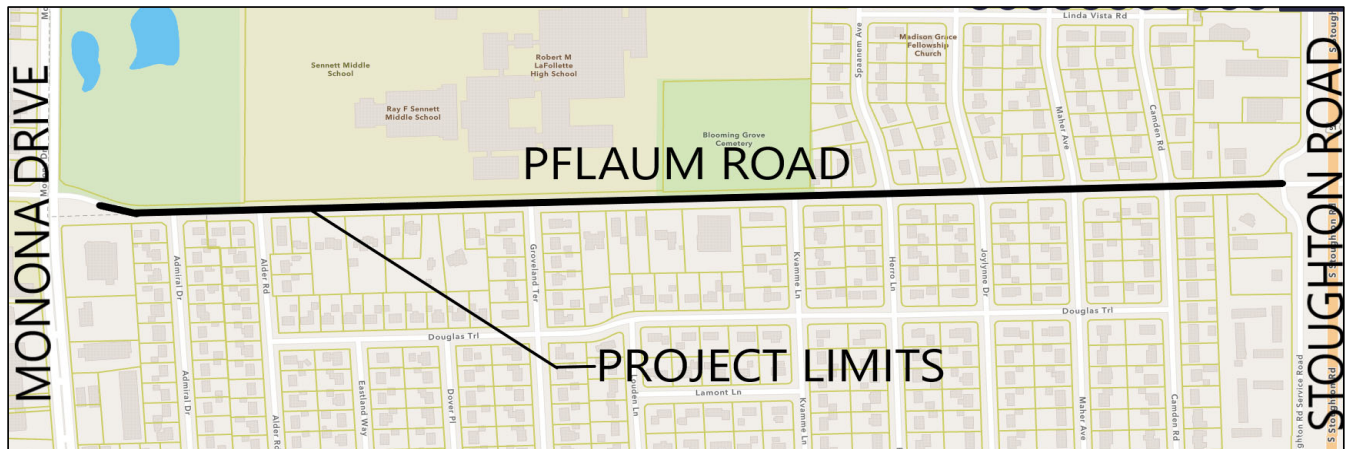 Linda Vista Rd
Madison Grace
Fellowship
Church
Spaanem Ave
Sennett Middle
School
Robert M
LaFollette
High School
Ray F Sennett
Middle School
Blooming Grove
Cemetery
Maher Ave
Camden Rd
MONONA DRIVE
PFLAUM ROAD
STOUGHTON ROAD
Admiral Dr
Alder Rd
Groveland Ter
Kvamme Ln
Herro Ln
Joylynne Dr
Douglas Trl
Douglas Trl
PROJECT LIMITS
Lamont Ln
Admiral Dr
Eastland Way
Dover Pl
Louden Ln
Kvamme Ln
Maher Ave
Camden Rd
S Stoughton Rd